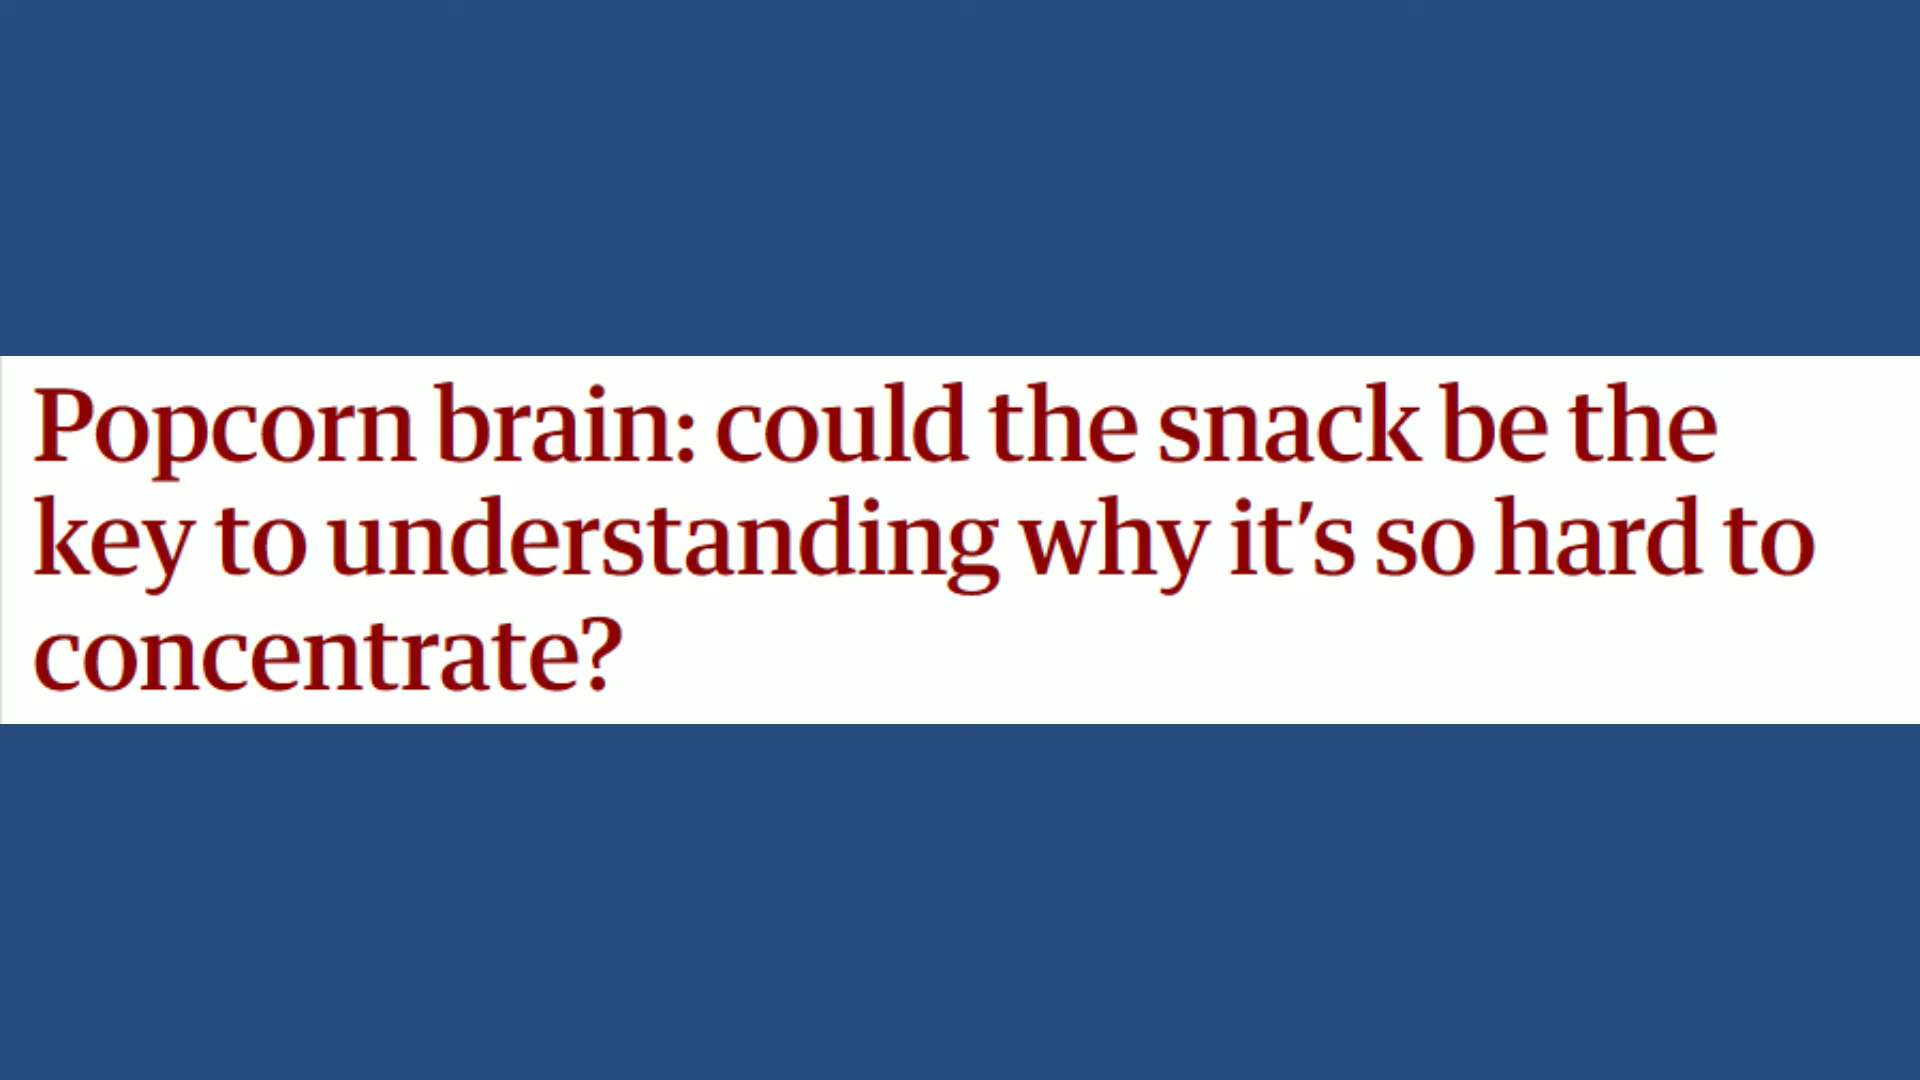 Popcorn brain: could the snack be the
key to understanding why it’s so hard to
concentrate?